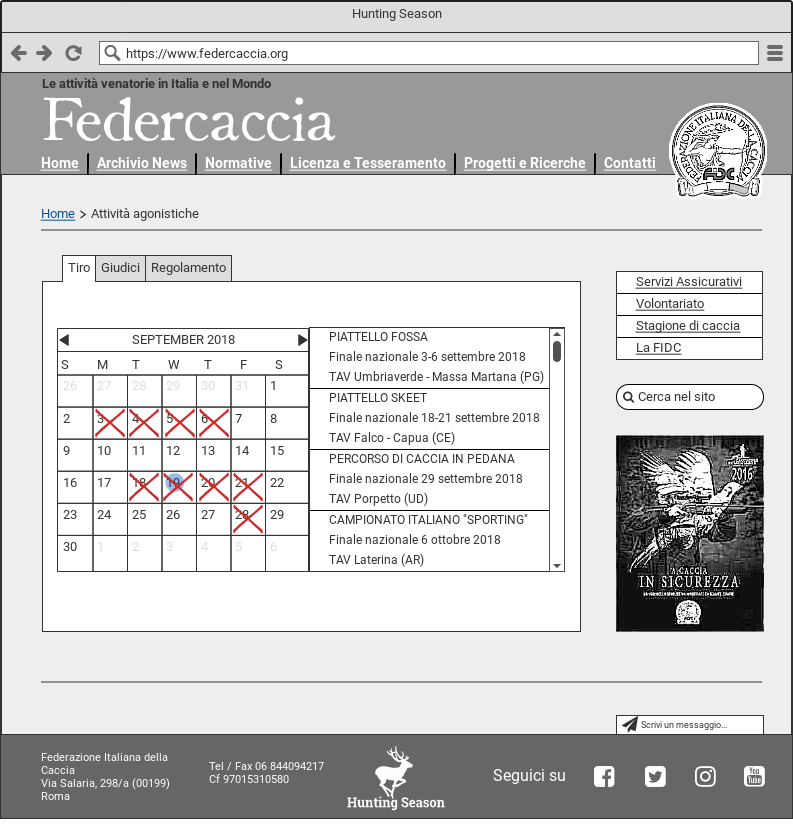 Hunting Season
https://www.federcaccia.org
Le attività venatorie in Italia e nel Mondo
Federcaccia
Home Archivio News Normative Licenza e Tesseramento Progetti e Ricerche Contatti
FEDERAZIONE ITALIANA DELLA CACCIA
FIDC
Home > Attività agonistiche
Tiro Giudici Regolamento
SEPTEMBER 2018
S M T W T F S
26 27 28 29 30 31 1
2 3 4 5 6 7 8
9 10 11 12 13 14 15
16 17 18 19 20 21 22
23 24 25 26 27 28 29
30 1 2 3 4 5 6
PIATTELLO FOSSA
Finale nazionale 3-6 settembre 2018
TAV Umbriaverde - Massa Martana (PG)
PIATTELLO SKEET
Finale nazionale 18-21 settembre 2018
TAV Falco - Capua (CE)
PERCORSO DI CACCIA IN PEDANA
Finale nazionale 29 settembre 2018
TAV Porpetto (UD)
CAMPIONATO ITALIANO "SPORTING"
Finale nazionale 6 ottobre 2018
TAV Laterina (AR)
Servizi Assicurativi
Volontariato
Stagione di caccia
La FIDC
Cerca nel sito
2016
A CACCIA
IN SICUREZZA
Scrivi un messaggio...
Federazione Italiana della
Caccia
Via Salaria, 298/a (00199)
Roma
Tel / Fax 06 844094217
Cf 97015310580
Hunting Season
Seguici su
You
Tube